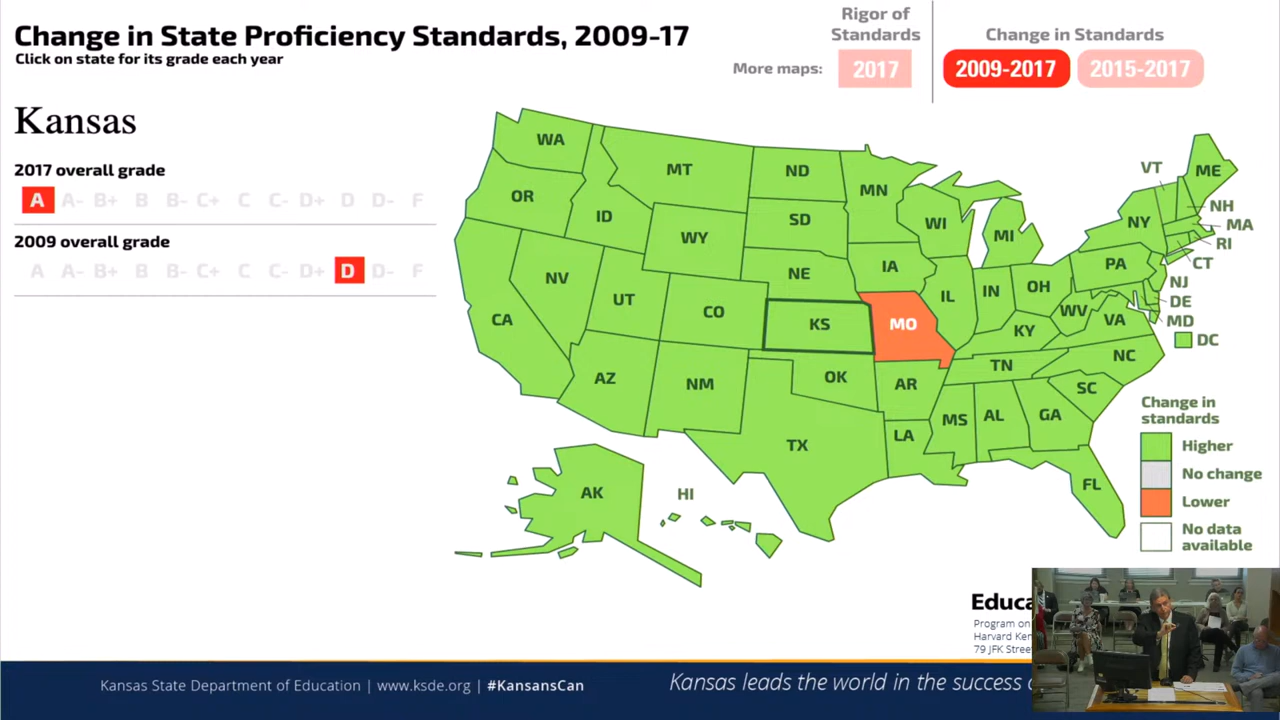 Change in State Proficiency Standards, 2009-17
Click on state for its grade each year
Rigor of
Standards
Change in Standards
More maps:
2017
2009-2017
2015-2017
Kansas
2017 overall grade
A A- B+ B B- C+ C C- D+ D D- F
2009 overall grade
A A- B+ B B- C+ C C- D+ D D- F
WA
MT
ND
MN
VT
ME
OR
ID
SD
WI
MI
NY
NH
MA
RI
CT
WY
IA
PA
NV
NE
NJ
UT
CO
IL
IN
OH
DE
CA
KS
MO
WV
VA
MD
KY
DC
NC
TN
AZ
NM
OK
AR
SC
MS
AL
GA
TX
LA
FL
AK
HI
Change in
standards
Higher
No change
Lower
No data
available
Educa
Program on
Harvard Ken
79 JFK Stree
Kansas State Department of Education | www.ksde.org | #KansansCan
Kansas leads the world in the success